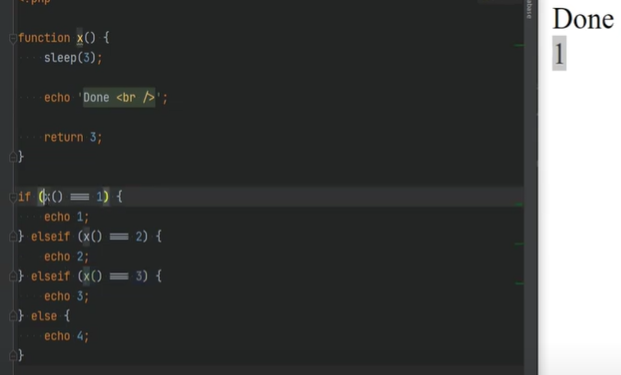 <?php
function x() {
sleep(3);
echo 'Done <br />';
return 3;
}
if (x() === 1) {
echo 1;
} elseif (x() === 2) {
echo 2;
} elseif (x() === 3) {
echo 3;
} else {
echo 4;
}
Done
1